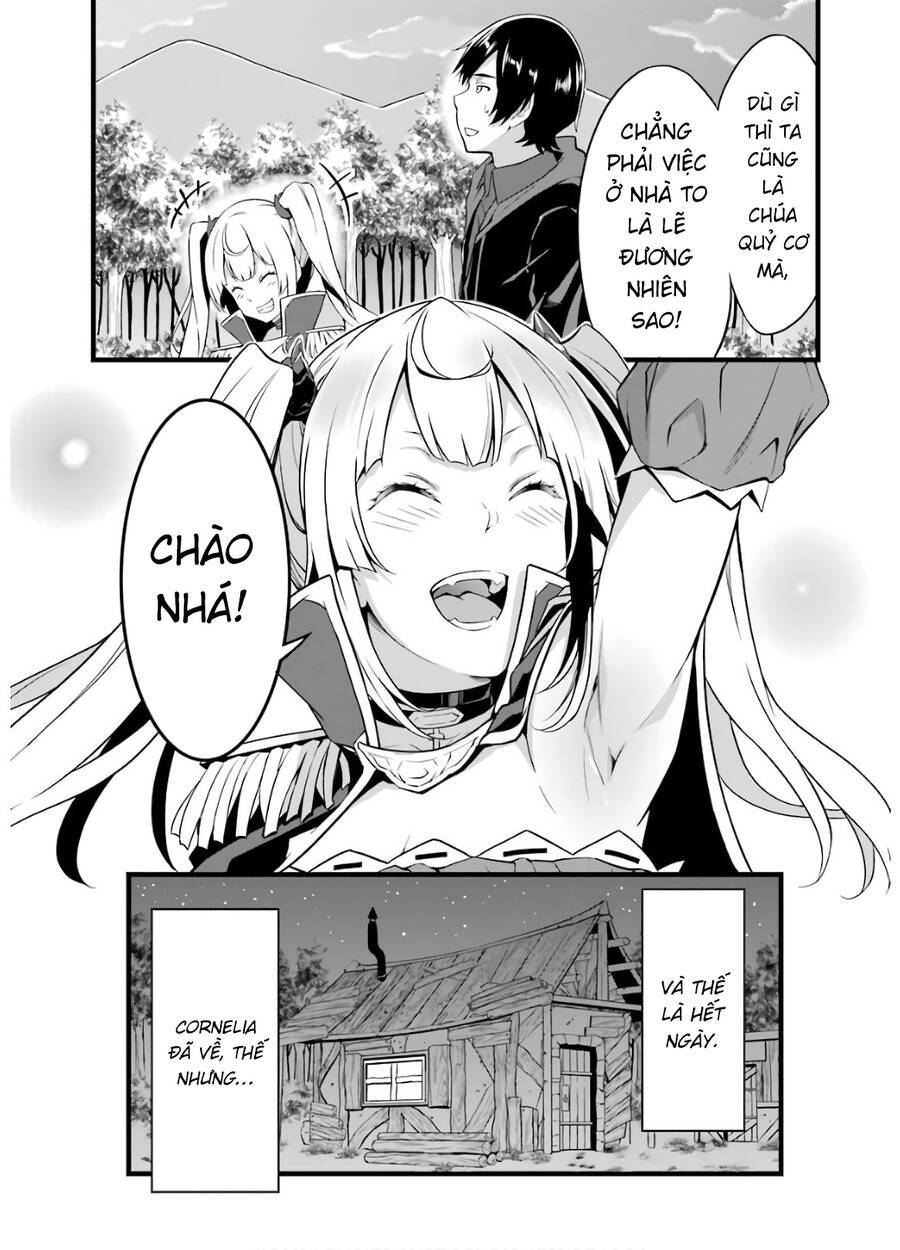 DÙ GÌ
THÌ TA
CŨNG
LÀ
CHÚA
QUỶ CƠ
MÀ,
CHẲNG
PHẢI VIỆC
Ở NHÀ TO
LÀ LẼ
ĐƯƠNG
NHIÊN
SAO!
CHÀO
NHÁ!
VÀ THẾ
LÀ HẾT
NGÀY.
CORNELIA
ĐÃ VỀ, THẾ
NHƯNG...